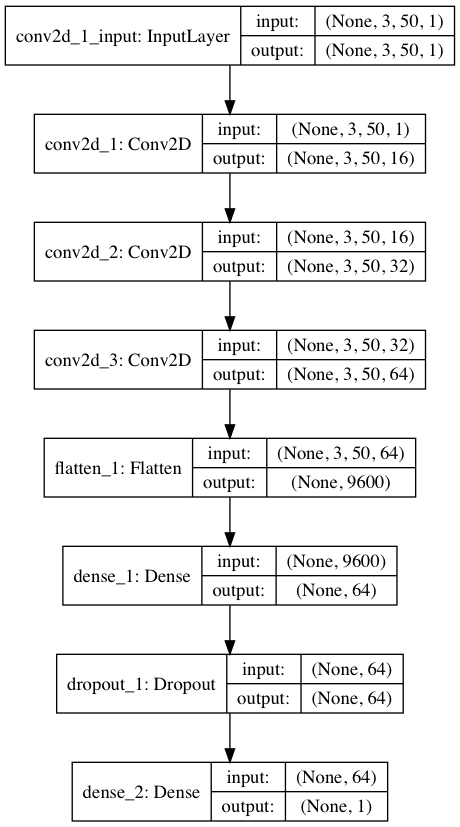 conv2d_1_input: InputLayer
input: (None, 3, 50, 1)
output: (None, 3, 50, 1)
conv2d_1: Conv2D
input: (None, 3, 50, 1)
output: (None, 3, 50, 16)
conv2d_2: Conv2D
input: (None, 3, 50, 16)
output: (None, 3, 50, 32)
conv2d_3: Conv2D
input: (None, 3, 50, 32)
output: (None, 3, 50, 64)
flatten_1: Flatten
input: (None, 3, 50, 64)
output: (None, 9600)
dense_1: Dense
input: (None, 9600)
output: (None, 64)
dropout_1: Dropout
input: (None, 64)
output: (None, 64)
dense_2: Dense
input: (None, 64)
output: (None, 1)